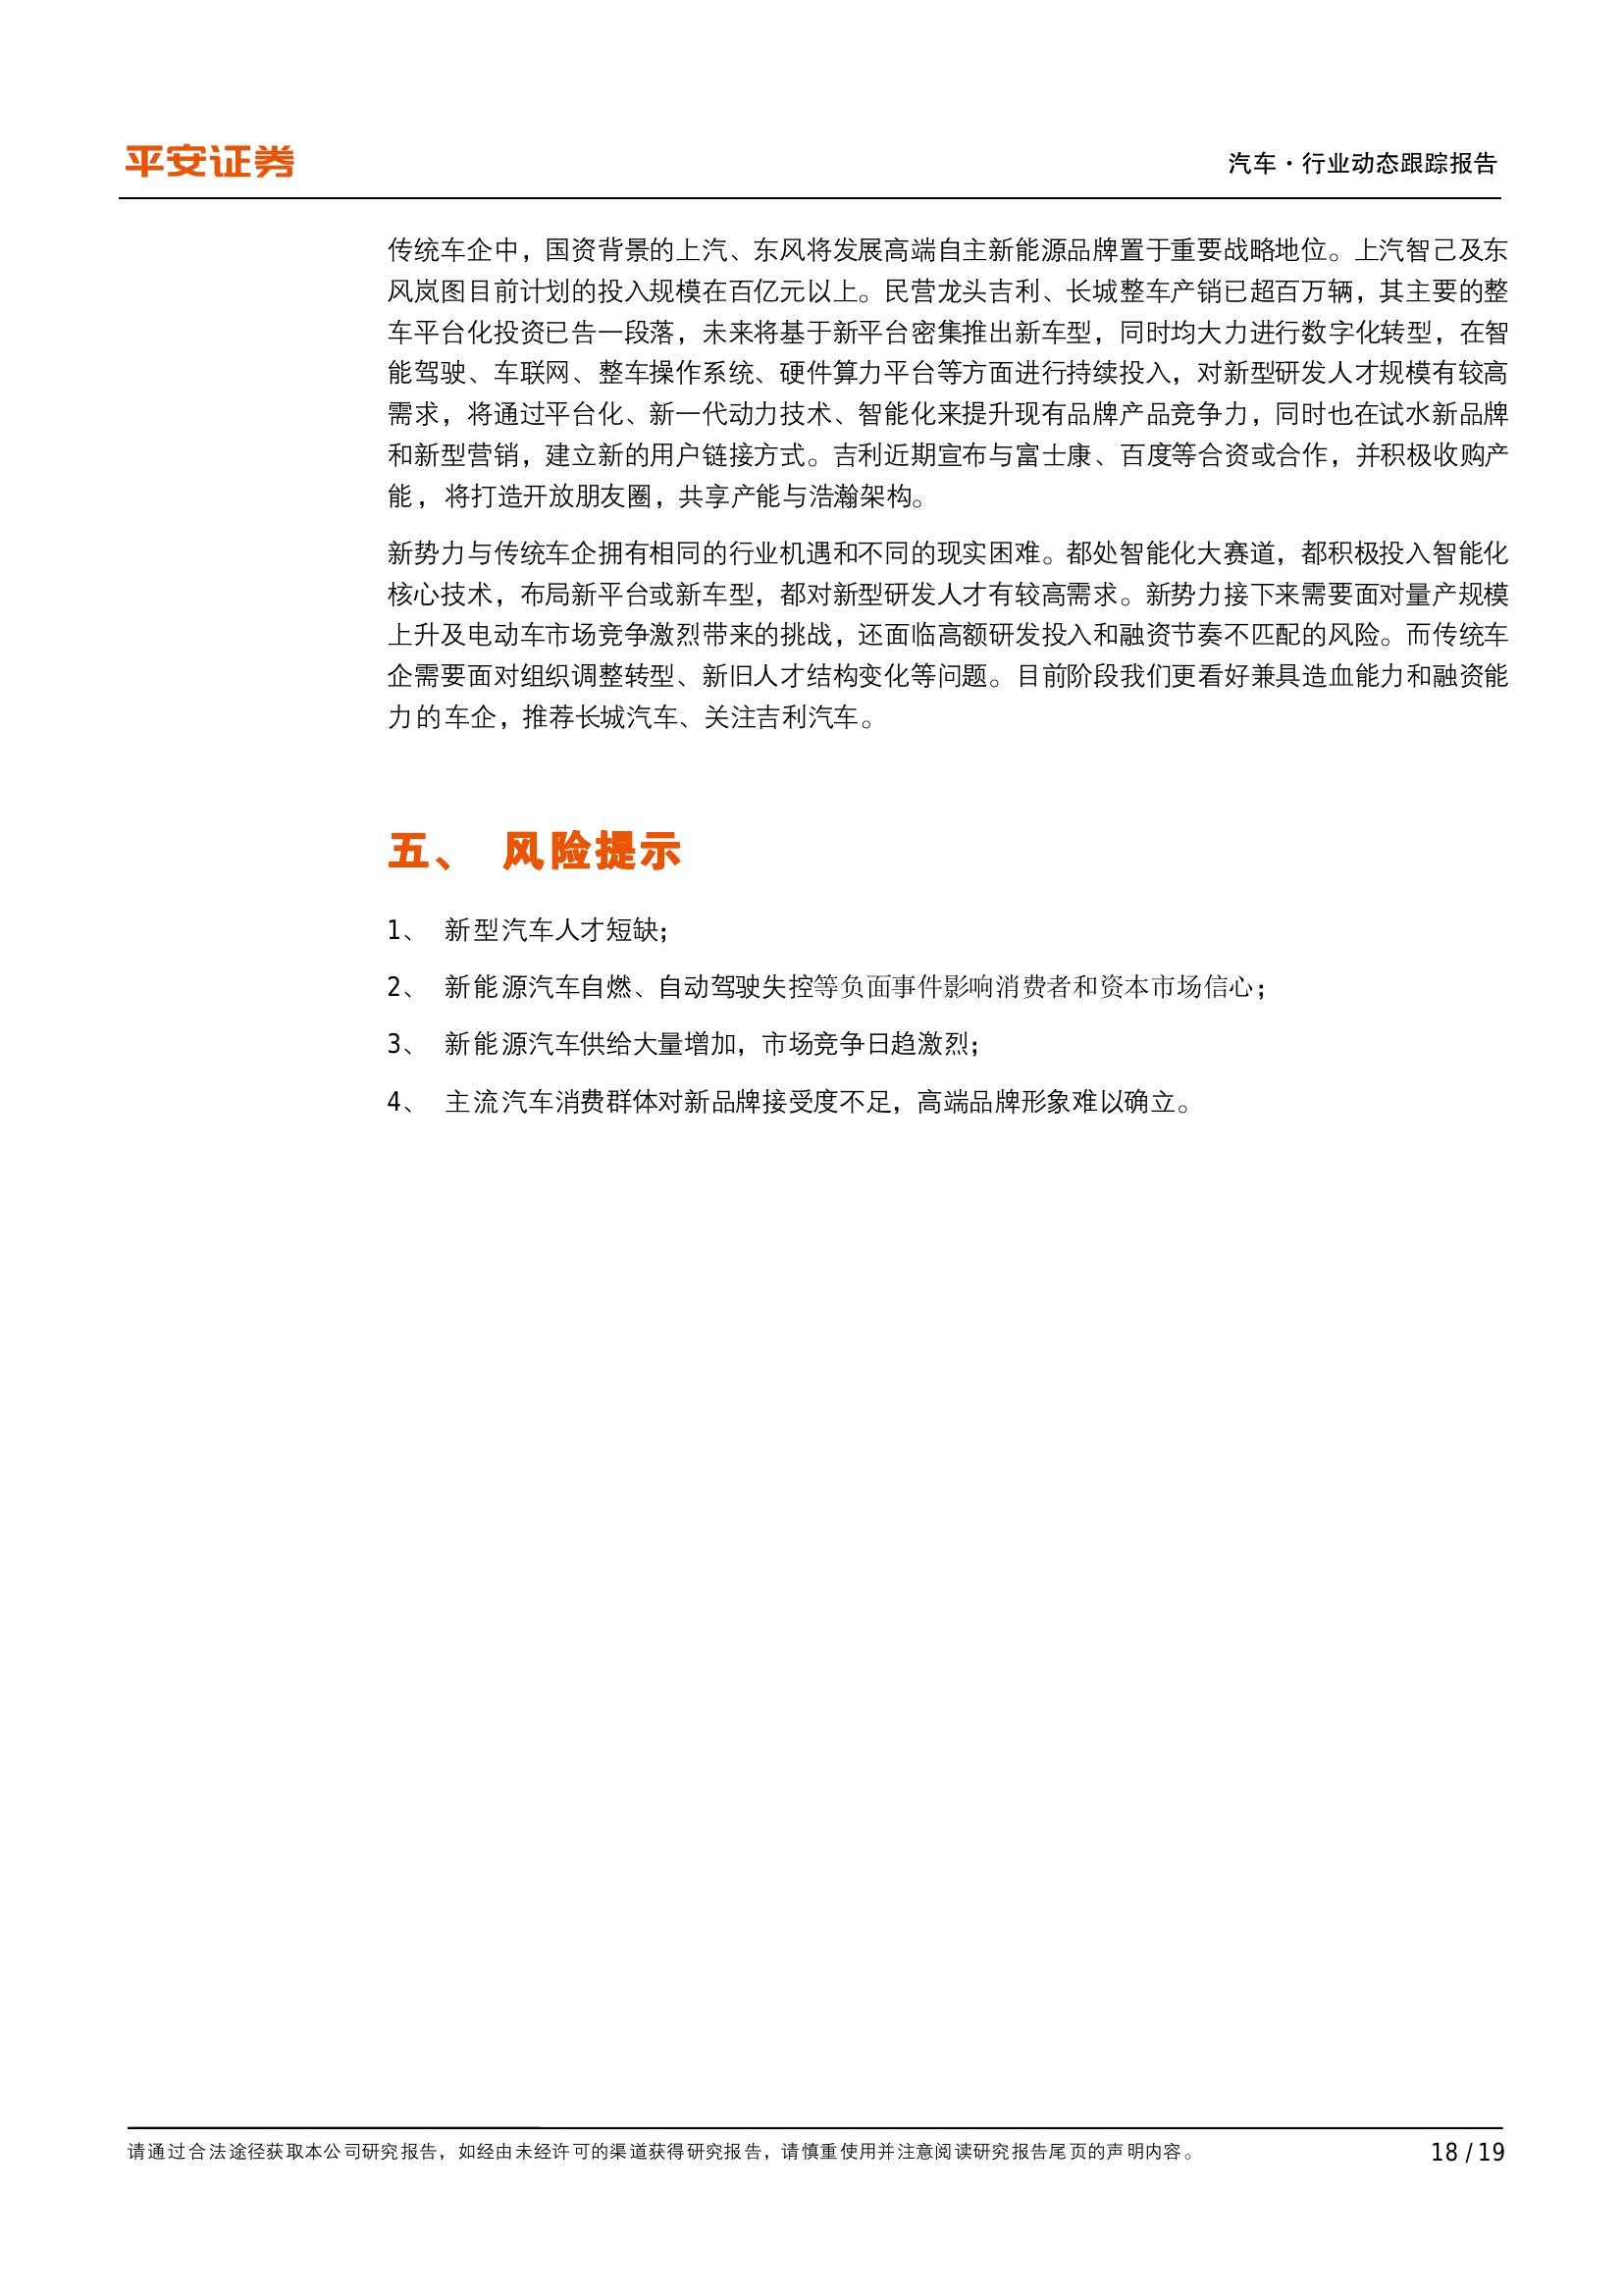 平安证券
汽车·行业动态跟踪报告
传统车企中，国资背景的上汽、东风将发展高端自主新能源品牌置于重要战略地位。上汽智己及东
风岚图目前计划的投入规模在百亿元以上。民营龙头吉利、长城整车产销已超百万辆，其主要的整
车平台化投资已告一段落，未来将基于新平台密集推出新车型，同时均大力进行数字化转型，在智
能驾驶、车联网、整车操作系统、硬件算力平台等方面进行持续投入，对新型研发人才规模有较高
需求，将通过平台化、新一代动力技术、智能化来提升现有品牌产品竞争力，同时也在试水新品牌
和新型营销，建立新的用户链接方式。吉利近期宣布与富士康、百度等合资或合作，并积极收购产
能，将打造开放朋友圈，共享产能与浩瀚架构。
新势力与传统车企拥有相同的行业机遇和不同的现实困难。都处智能化大赛道，都积极投入智能化
核心技术，布局新平台或新车型，都对新型研发人才有较高需求。新势力接下来需要面对量产规模
上升及电动车市场竞争激烈带来的挑战，还面临高额研发投入和融资节奏不匹配的风险。而传统车
企需要面对组织调整转型、新旧人才结构变化等问题。目前阶段我们更看好兼具造血能力和融资能
力的车企，推荐长城汽车、关注吉利汽车。
五、 风险提示
1、 新型汽车人才短缺；
2、 新能源汽车自燃、自动驾驶失控等负面事件影响消费者和资本市场信心；
3、 新能源汽车供给大量增加，市场竞争日趋激烈；
4、 主流汽车消费群体对新品牌接受度不足，高端品牌形象难以确立。
请通过合法途径获取本公司研究报告，如经由未经许可的渠道获得研究报告，请慎重使用并注意阅读研究报告尾页的声明内容。
18 / 19